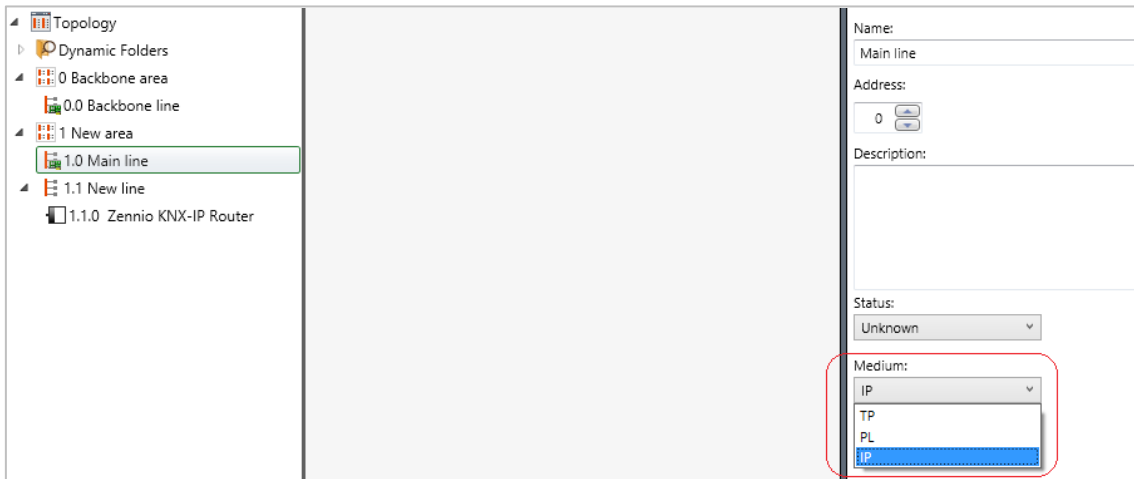 Topology
Dynamic Folders
0 Backbone area
0.0 Backbone line
1 New area
1.0 Main line
1.1 New line
1.1.0 Zennio KNX-IP Router
Name:
Main line
Address:
0
Description:
Status:
Unknown
Medium:
IP
TP
PL
IP